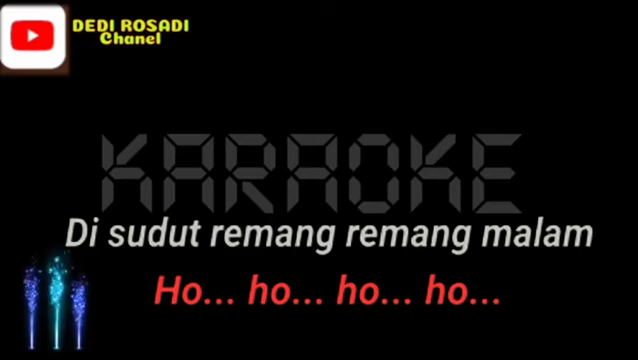 DEDI ROSADI
Chanel
KARAOKE
Di sudut remang remang malam
Ho... ho... ho... ho...